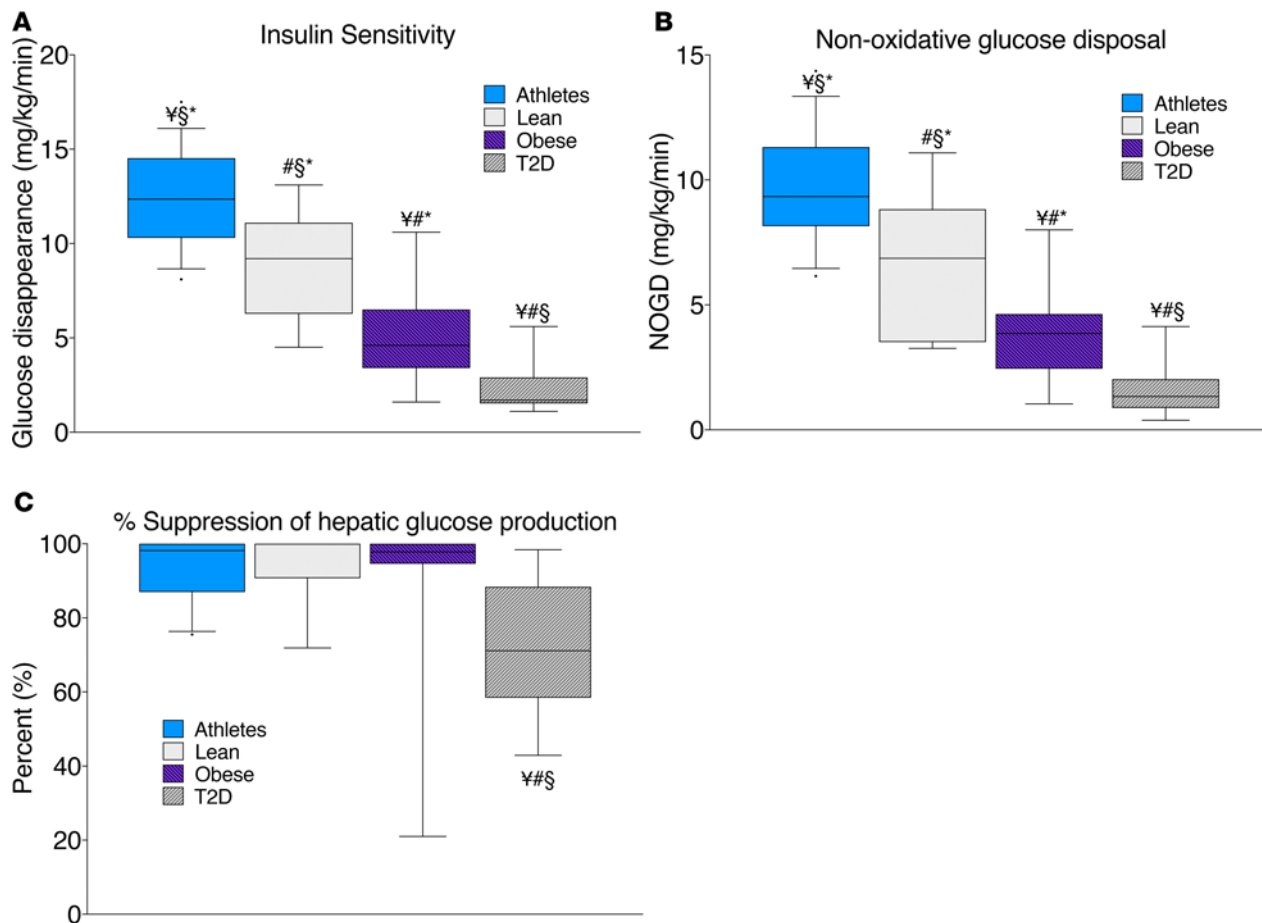 A
Insulin Sensitivity
Glucose disappearance (mg/kg/min)
20
15
10
5
0
¥§*
#§*
¥#*
¥#§
Athletes
Lean
Obese
T2D
B
Non-oxidative glucose disposal
NOGD (mg/kg/min)
15
10
5
0
¥§*
#§*
¥#*
¥#§
Athletes
Lean
Obese
T2D
C
% Suppression of hepatic glucose production
Percent (%)
100
80
60
40
20
0
Athletes
Lean
Obese
T2D
¥#§